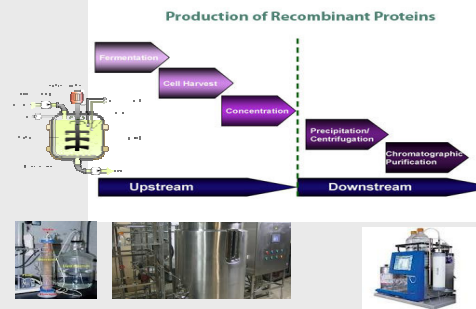 Production of Recombinant Proteins
Fermentation
Cell Harvest
Concentration
Precipitation/
Centrifugation
Chromatographic
Purification
Upstream
Downstream